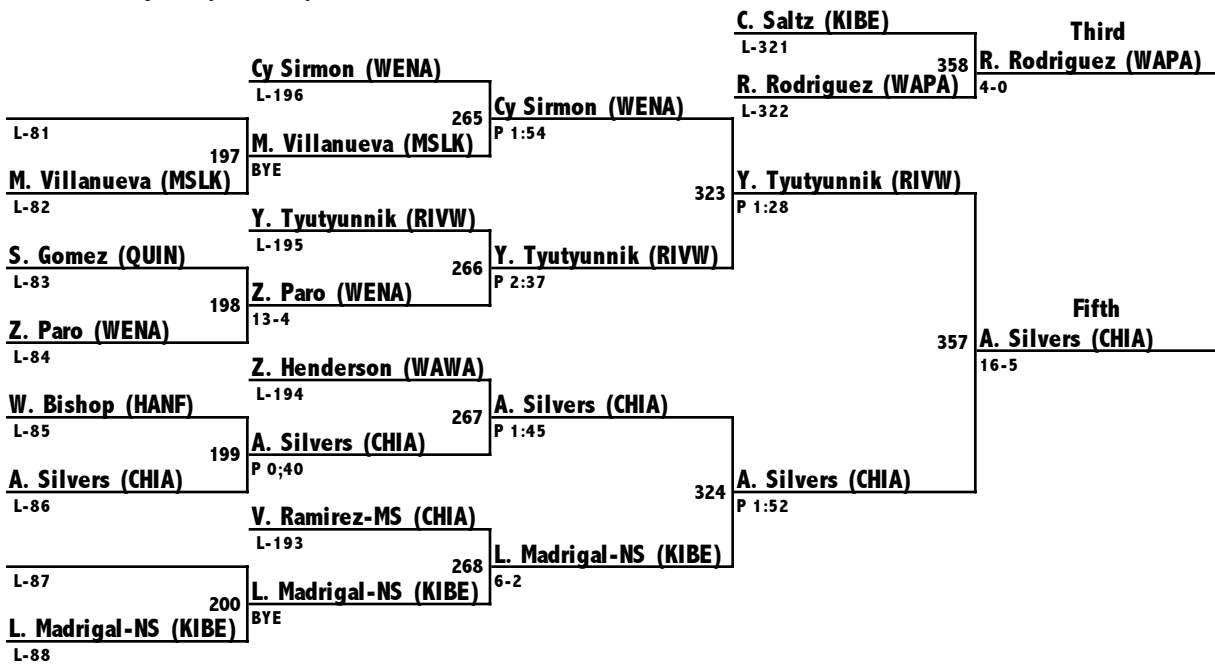 C. Saltz (KIBE)
L-321
Third
358
R. Rodriguez (WAPA)
4-0
R. Rodriguez (WAPA)
L-322
Cy Sirmon (WENA)
L-196
265
Cy Sirmon (WENA)
P 1:54
L-81
197
M. Villanueva (MSLK)
BYE
M. Villanueva (MSLK)
L-82
323
Y. Tyutyunnik (RIVW)
P 1:28
Y. Tyutyunnik (RIVW)
L-195
266
Y. Tyutyunnik (RIVW)
P 2:37
S. Gomez (QUIN)
L-83
198
Z. Paro (WENA)
13-4
Z. Paro (WENA)
L-84
Fifth
357
A. Silvers (CHIA)
16-5
Z. Henderson (WAWA)
L-194
267
A. Silvers (CHIA)
P 1:45
W. Bishop (HANF)
L-85
199
A. Silvers (CHIA)
P 0;40
A. Silvers (CHIA)
L-86
324
A. Silvers (CHIA)
P 1:52
V. Ramirez-MS (CHIA)
L-193
268
L. Madrigal-NS (KIBE)
6-2
L-87
200
L. Madrigal-NS (KIBE)
BYE
L. Madrigal-NS (KIBE)
L-88